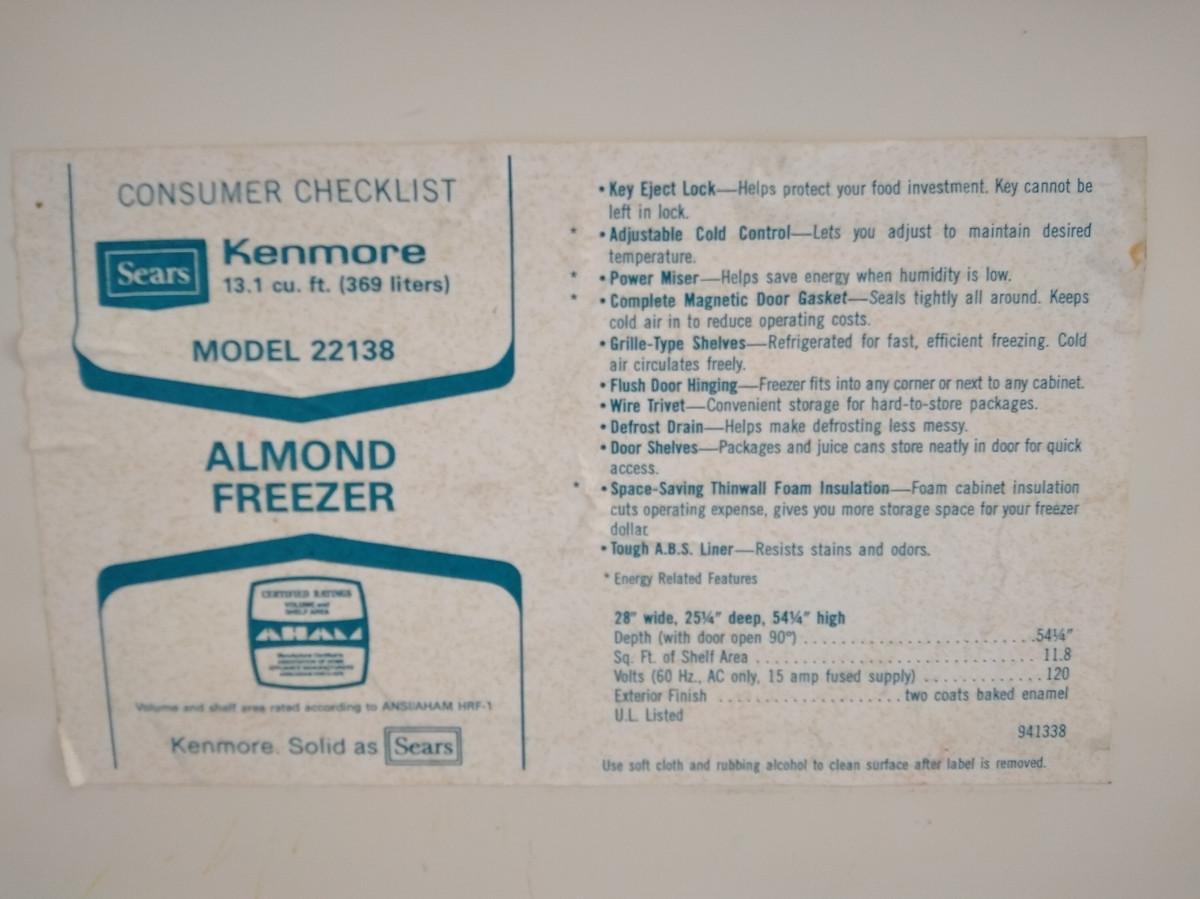 CONSUMER CHECKLIST
Sears
Kenmore
13.1 cu. ft. (369 liters)
MODEL 22138
ALMOND
FREEZER
CERTIFIED RATINGS
VOLUME and
SHELF AREA
AHAM
Volume and shelf area rated according to ANSI/AHAM HRF-1
Kenmore. Solid as Sears
• Key Eject Lock—Helps protect your food investment. Key cannot be
left in lock.
* • Adjustable Cold Control—Lets you adjust to maintain desired
temperature.
* • Power Miser—Helps save energy when humidity is low.
* • Complete Magnetic Door Gasket—Seals tightly all around. Keeps
cold air in to reduce operating costs.
• Grille-Type Shelves—Refrigerated for fast, efficient freezing. Cold
air circulates freely.
• Flush Door Hinging—Freezer fits into any corner or next to any cabinet.
• Wire Trivet—Convenient storage for hard-to-store packages.
• Defrost Drain—Helps make defrosting less messy.
• Door Shelves—Packages and juice cans store neatly in door for quick
access.
* • Space-Saving Thinwall Foam Insulation—Foam cabinet insulation
cuts operating expense, gives you more storage space for your freezer
dollar.
• Tough A.B.S. Liner—Resists stains and odors.
* Energy Related Features
28" wide, 25¼" deep, 54¼" high
Depth (with door open 90°) ........................... 54¼"
Sq. Ft. of Shelf Area ................................. 11.8
Volts (60 Hz., AC only, 15 amp fused supply) ............ 120
Exterior Finish ................... two coats baked enamel
U.L. Listed
941338
Use soft cloth and rubbing alcohol to clean surface after label is removed.